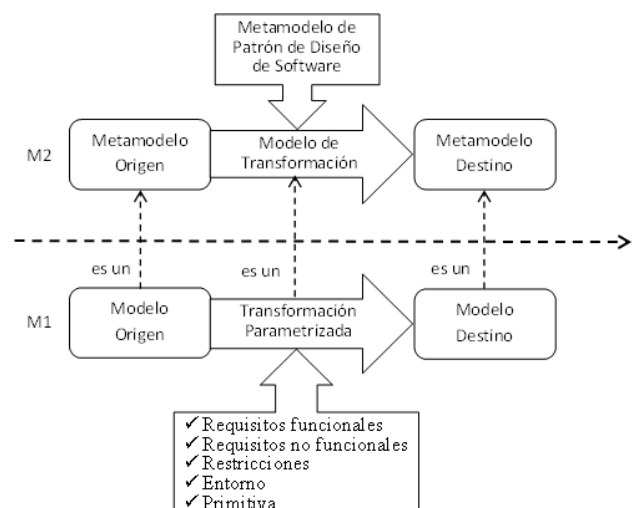 Metamodelo de
Patrón de Diseño
de Software
M2
Metamodelo
Origen
Modelo de
Transformación
Metamodelo
Destino
es un
es un
es un
M1
Modelo
Origen
Transformación
Parametrizada
Modelo
Destino
✓ Requisitos funcionales
✓ Requisitos no funcionales
✓ Restricciones
✓ Entorno
✓ Primitiva